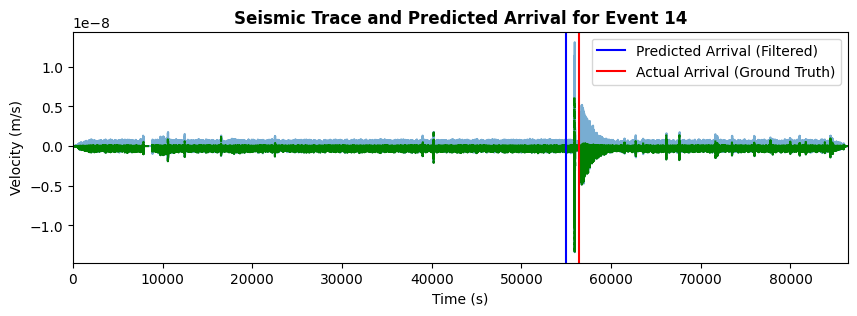 Seismic Trace and Predicted Arrival for Event 14
1e−8
Predicted Arrival (Filtered)
Actual Arrival (Ground Truth)
1.0
0.5
0.0
−0.5
−1.0
Velocity (m/s)
0 10000 20000 30000 40000 50000 60000 70000 80000
Time (s)